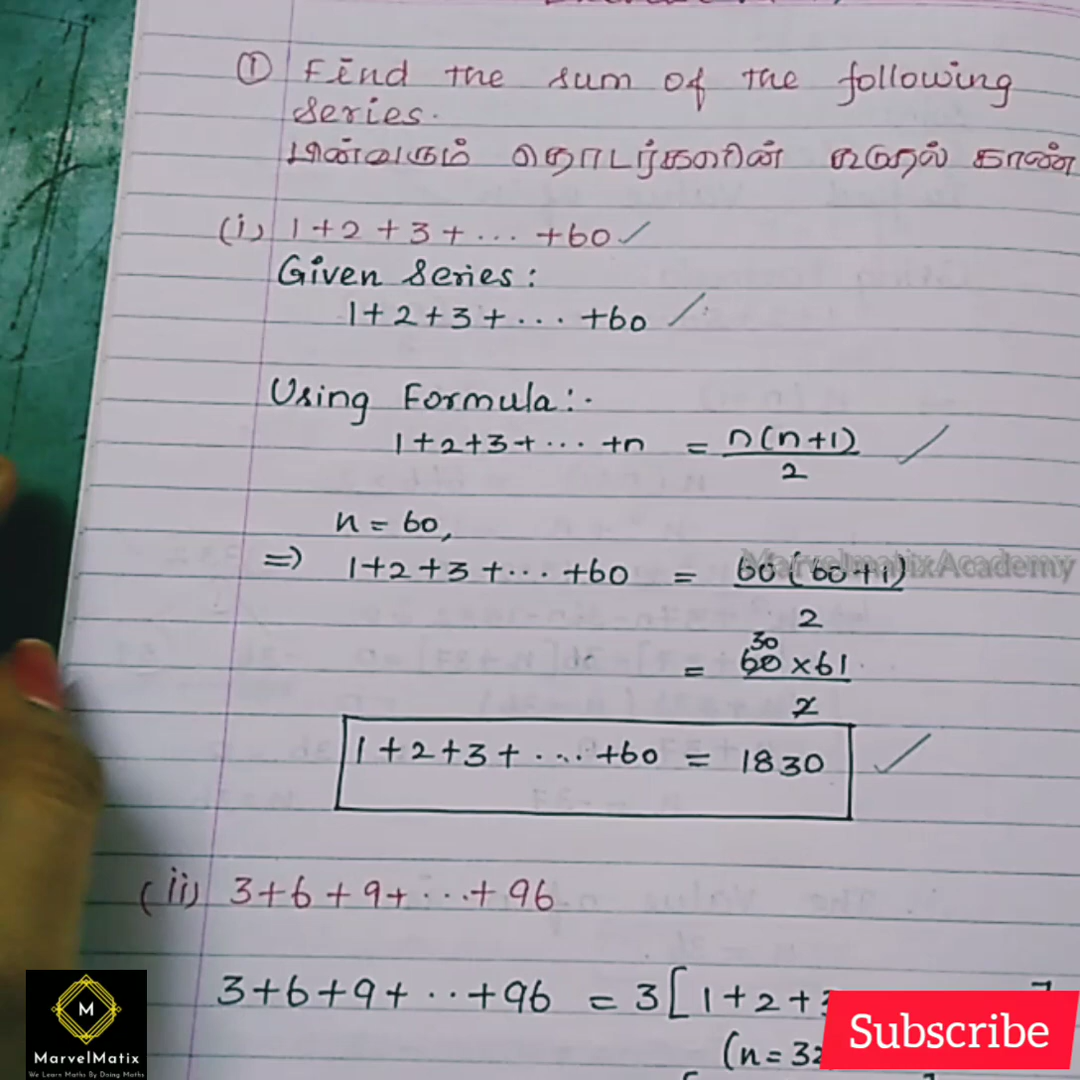 ① Find the sum of the following
series.
பின்வரும் தொடர்களின் கூடுதல் காண்
(i) 1+2+3+...+60 ✓
Given Series:
1+2+3+...+60
Using Formula:-
1+2+3+...+n = n(n+1)/2
n = 60,
⇒ 1+2+3+...+60 = 60(60+1)/2
MarvelmatixAcademy
30
= 60×61/2
1+2+3+...+60 = 1830
(ii) 3+6+9+...+96
3+6+9+...+96 = 3[1+2+
(n=32
Subscribe
M
MarvelMatix
We Learn Maths By Doing Maths